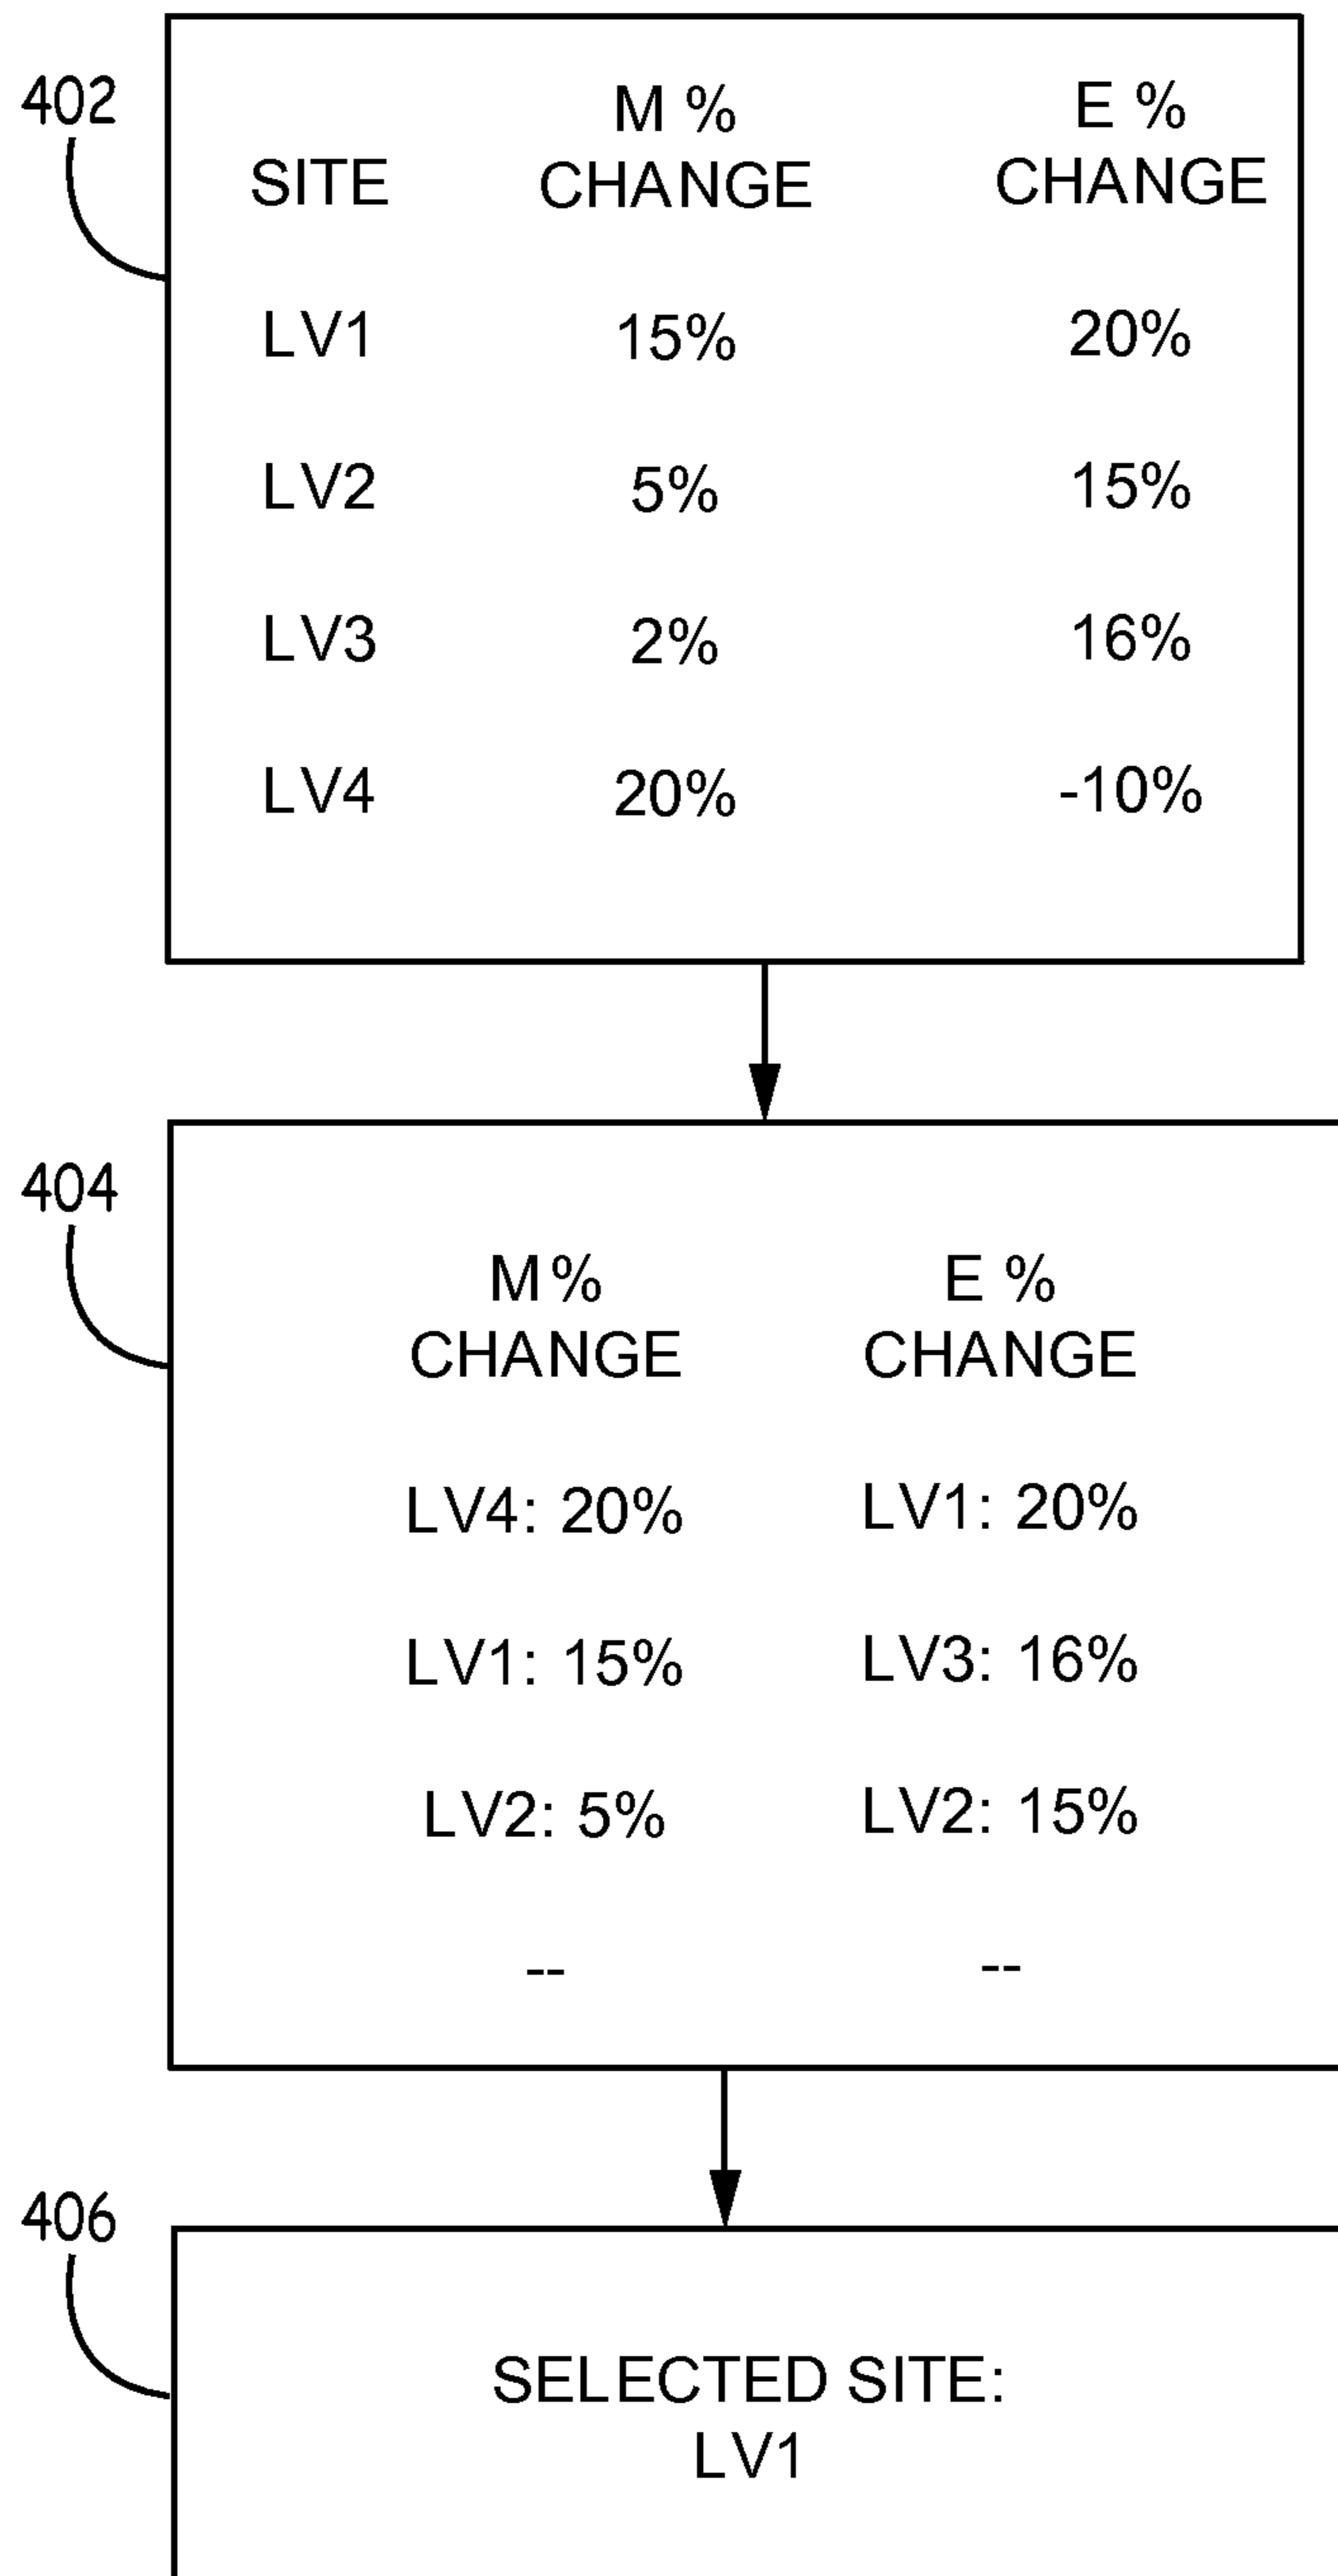 402
M % E %
SITE CHANGE CHANGE
LV1 15% 20%
LV2 5% 15%
LV3 2% 16%
LV4 20% -10%
404
M % E %
CHANGE CHANGE
LV4: 20% LV1: 20%
LV1: 15% LV3: 16%
LV2: 5% LV2: 15%
-- --
406
SELECTED SITE:
LV1